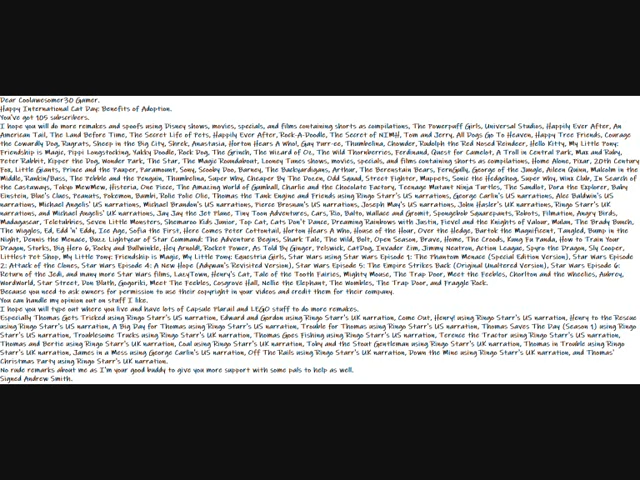 Dear Coolawesomer3D Gamer.
Happy International Cat Day: Benefits of Adoption.
You've got 105 subscribers.
I hope you will do more remakes and spoofs using Disney shows, movies, specials, and films containing shorts as compilations, The Powerpuff Girls, Universal Studios, Happily Ever After, An
American Tail, The Land Before Time, The Secret Life of Pets, Happily Ever After, Rock-A-Doodle, The Secret of NIMH, Tom and Jerry, All Dogs Go To Heaven, Happy Tree Friends, Courage
the Cowardly Dog, Rugrats, Sheep in the Big City, Shrek, Anastasia, Horton Hears A Who!, Gay Purr-ee, Thumbelina, Chowder, Rudolph the Red Nosed Reindeer, Hello Kitty, My Little Pony:
Friendship is Magic, Pippi Longstocking, Yakky Doodle, Rock Dog, The Grinch, The Wizard of Oz, The Wild Thornberries, Ferdinand, Quest for Camelot, A Troll in Central Park, Max and Ruby,
Peter Rabbit, Kipper the Dog, Wonder Park, The Star, The Magic Roundabout, Looney Tunes shows, movies, specials, and films containing shorts as compilations, Home Alone, Pixar, 20th Century
Fox, Little Giants, Prince and the Pauper, Paramount, Sony, Scooby Doo, Barney, The Backyardigans, Arthur, The Berenstain Bears, FernGully, George of the Jungle, Aileen Quinn, Malcolm in the
Middle, Rankin/Bass, The Pebble and the Penguin, Thumbelina, Super Why, Cheaper By The Dozen, Odd Squad, Street Fighter, Muppets, Sonic the Hedgehog, Super Why, Winx Club, In Search of
the Castaways, Tokyo MewMew, Histeria, One Piece, The Amazing World of Gumball, Charlie and the Chocolate Factory, Teenage Mutant Ninja Turtles, The Sandlot, Dora the Explorer, Baby
Einstein, Blue's Clues, Peanuts, Pokemon, Bambi, Rolie Polie Olie, Thomas the Tank Engine and Friends using Ringo Starr's US narrations, George Carlin's US narrations, Alec Baldwin's US
narrations, Michael Angelis' US narrations, Michael Brandon's US narrations, Pierce Brosnan's US narrations, Joseph May's US narrations, John Hasler's UK narrations, Ringo Starr's UK
narrations, and Michael Angelis' UK narrations, Jay Jay the Jet Plane, Tiny Toon Adventures, Cars, Rio, Balto, Wallace and Gromit, Spongebob Squarepants, Robots, Filmation, Angry Birds,
Madagascar, Teletubbies, Seven Little Monsters, Shemaroo Kids Junior, Top Cat, Cats Don't Dance, Dreaming Rainbows with Justin, Fievel and the Knights of Valour, Mulan, The Brady Bunch,
The Wiggles, Ed, Edd 'n' Eddy, Ice Age, Sofia the First, Here Comes Peter Cottontail, Horton Hears A Who, House of the Hoar, Over the Hedge, Bartok the Magnificent, Tangled, Bump in the
Night, Dennis the Menace, Buzz Lightyear of Star Command: The Adventure Begins, Shark Tale, The Wild, Bolt, Open Season, Brave, Home, The Croods, Kung Fu Panda, How to Train Your
Dragon, Storks, Big Hero 6, Rocky and Bullwinkle, Hey Arnold, Rocket Power, As Told By Ginger, Pelswick, CatDog, Invader Zim, Jimmy Neutron, Action League, Spyro the Dragon, Sly Cooper,
Littlest Pet Shop, My Little Pony: Friendship is Magic, My Little Pony: Equestria Girls, Star Wars using Star Wars Episode 1: The Phantom Menace (Special Edition Version), Star Wars Episode
2: Attack of the Clones, Star Wars Episode 4: A New Hope (Adywan's Revisited Version), Star Wars Episode 5: The Empire Strikes Back (Original Unaltered Version), Star Wars Episode 6:
Return of the Jedi, and many more Star Wars films, LazyTown, Henry's Cat, Tale of the Tooth Fairies, Mighty Mouse, The Trap Door, Meet the Feebles, Chorlton and the Wheelies, Aubrey,
WordWorld, Star Street, Don Bluth, Gogoriki, Meet The Feebles, Cosgrove Hall, Nellie the Elephant, The Wombles, The Trap Door, and Fraggle Rock.
Because you need to ask owners for permission to use their copyright in your videos and credit them for their company.
You can handle my opinion out on stuff I like.
I hope you will type out where you live and have lots of Capsule Plarail and LEGO stuff to do more remakes.
Especially Thomas Gets Tricked using Ringo Starr's US narration, Edward and Gordon using Ringo Starr's UK narration, Come Out, Henry! using Ringo Starr's US narration, Henry to the Rescue
using Ringo Starr's US narration, A Big Day for Thomas using Ringo Starr's US narration, Trouble for Thomas using Ringo Starr's US narration, Thomas Saves The Day (Season 1) using Ringo
Starr's US narration, Troublesome Trucks using Ringo Starr's UK narration, Thomas Goes Fishing using Ringo Starr's US narration, Terence the Tractor using Ringo Starr's US narration,
Thomas and Bertie using Ringo Starr's UK narration, Coal using Ringo Starr's UK narration, Toby and the Stout Gentleman using Ringo Starr's UK narration, Thomas in Trouble using Ringo
Starr's UK narration, James in a Mess using George Carlin's US narration, Off The Rails using Ringo Starr's UK narration, Down the Mine using Ringo Starr's UK narration, and Thomas'
Christmas Party using Ringo Starr's UK narration.
No rude remarks about me as I'm your good buddy to give you more support with some pals to help as well.
Signed Andrew Smith.